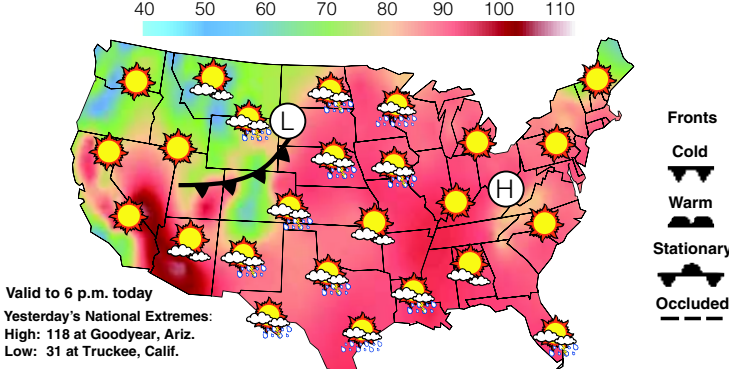 40 50 60 70 80 90 100 110
L
H
Fronts
Cold
Warm
Stationary
Occluded
Valid to 6 p.m. today
Yesterday's National Extremes:
High: 118 at Goodyear, Ariz.
Low: 31 at Truckee, Calif.